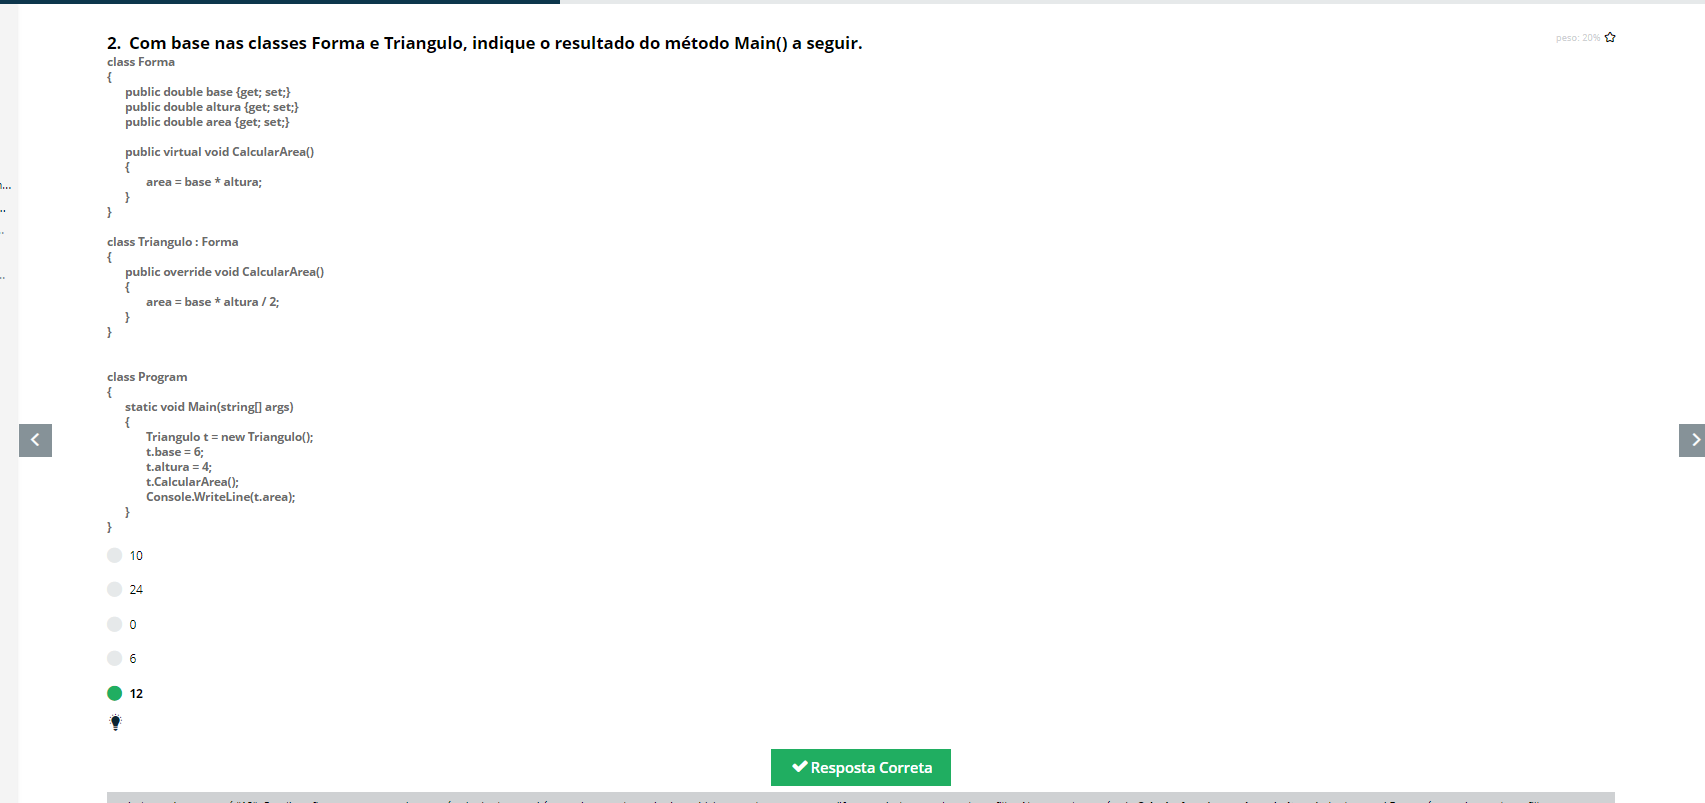 2. Com base nas classes Forma e Triangulo, indique o resultado do método Main() a seguir.
peso: 20%
class Forma
{
public double base {get; set;}
public double altura {get; set;}
public double area {get; set;}
public virtual void CalcularArea()
{
area = base * altura;
}
}
class Triangulo : Forma
{
public override void CalcularArea()
{
area = base * altura / 2;
}
}
class Program
{
static void Main(string[] args)
{
Triangulo t = new Triangulo();
t.base = 6;
t.altura = 4;
t.CalcularArea();
Console.WriteLine(t.area);
}
}
10
24
0
6
12
Resposta Correta